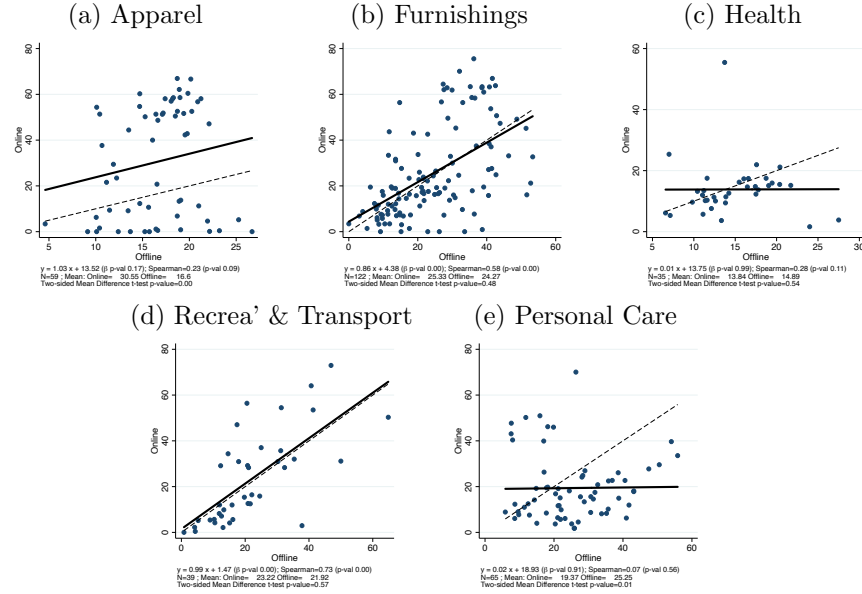 (a) Apparel
(b) Furnishings
(c) Health
80
60
40
20
0
Online
5
10
15
20
25
Offline
y = 1.03 x + 13.52 (β p-val 0.17); Spearman=0.23 (p-val 0.09)
N=59 ; Mean: Online= 30.55 Offline= 16.6
Two-sided Mean Difference t-test p-value=0.00
80
60
40
20
0
Online
0
20
40
60
Offline
y = 0.86 x + 4.38 (β p-val 0.00); Spearman=0.58 (p-val 0.00)
N=122 ; Mean: Online= 25.33 Offline= 24.27
Two-sided Mean Difference t-test p-value=0.48
80
60
40
20
0
Online
5
10
15
20
25
30
Offline
y = 0.01 x + 13.75 (β p-val 0.99); Spearman=0.28 (p-val 0.11)
N=35 ; Mean: Online= 13.84 Offline= 14.89
Two-sided Mean Difference t-test p-value=0.54
(d) Recrea' & Transport
(e) Personal Care
80
60
40
20
0
Online
0
20
40
60
Offline
y = 0.99 x + 1.47 (β p-val 0.00); Spearman=0.73 (p-val 0.00)
N=39 ; Mean: Online= 23.22 Offline= 21.92
Two-sided Mean Difference t-test p-value=0.57
80
60
40
20
0
Online
0
20
40
60
Offline
y = 0.02 x + 18.93 (β p-val 0.91); Spearman=0.07 (p-val 0.56)
N=65 ; Mean: Online= 19.37 Offline= 25.25
Two-sided Mean Difference t-test p-value=0.01